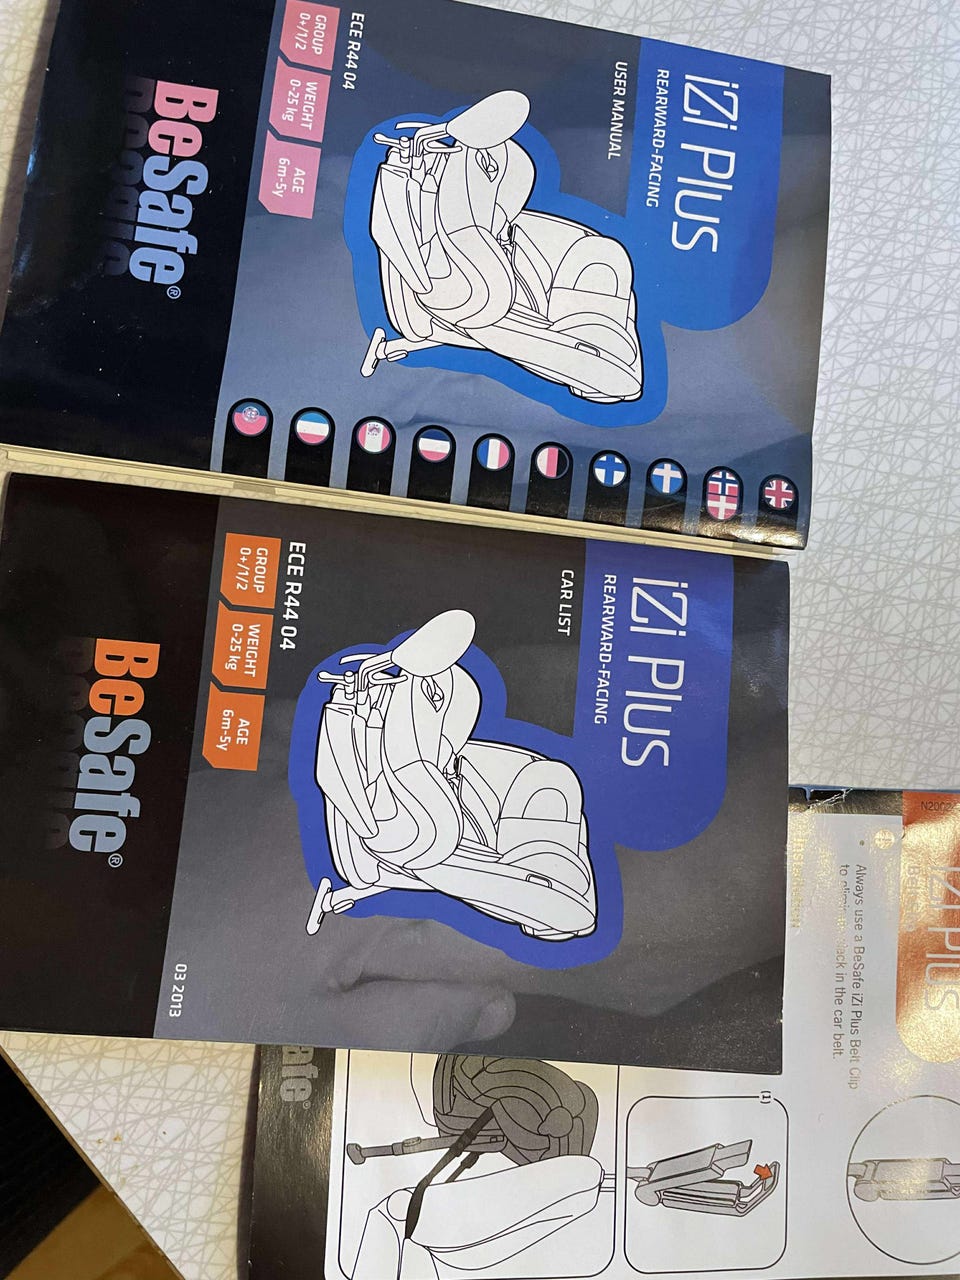 iZi Plus
REARWARD-FACING
USER MANUAL
ECE R44 04
GROUP
0+/1/2
WEIGHT
0-25 kg
AGE
6m-5y
BeSafe®
iZi Plus
REARWARD-FACING
CAR LIST
ECE R44 04
GROUP
0+/1/2
WEIGHT
0-25 kg
AGE
6m-5y
03 2013
BeSafe®
iZi Plus
Always use a BeSafe iZi Plus Belt Clip
to slack in the car belt.
(1)
afe®